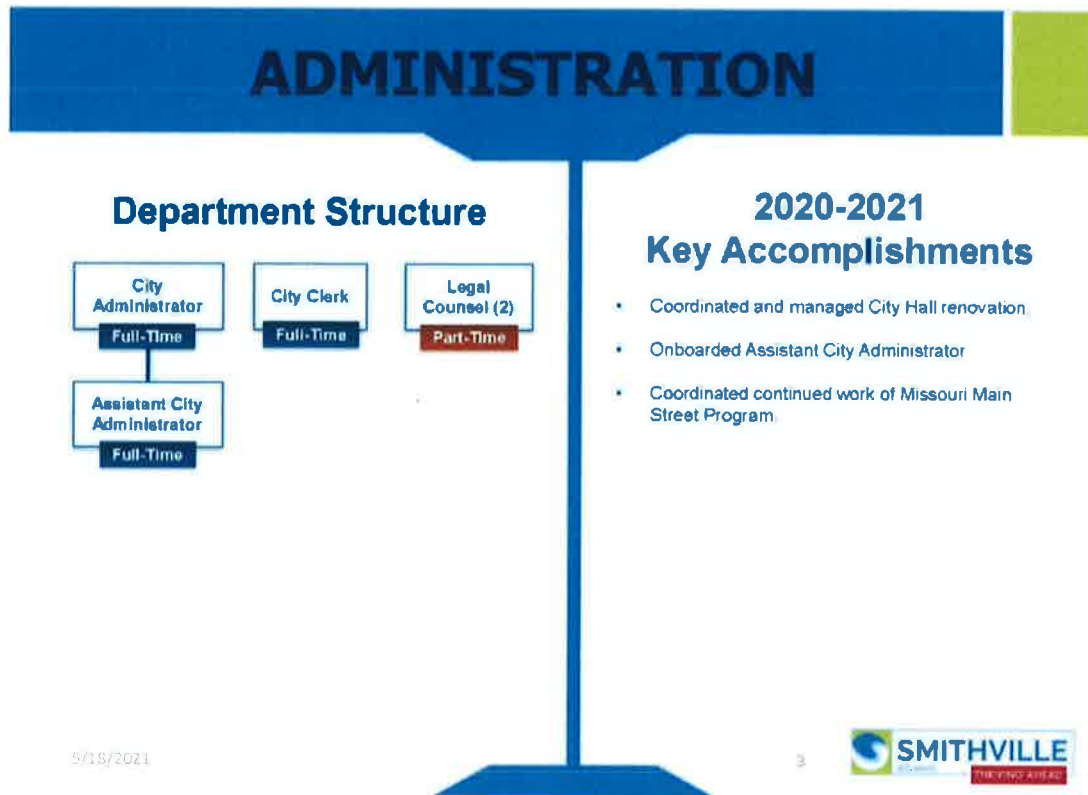 ADMINISTRATION
Department Structure
City
Administrator
Full-Time
City Clerk
Full-Time
Legal
Counsel (2)
Part-Time
Assistant City
Administrator
Full-Time
2020-2021
Key Accomplishments
• Coordinated and managed City Hall renovation
• Onboarded Assistant City Administrator
• Coordinated continued work of Missouri Main
Street Program
5/18/2021
3
SMITHVILLE
THRIVING AHEAD